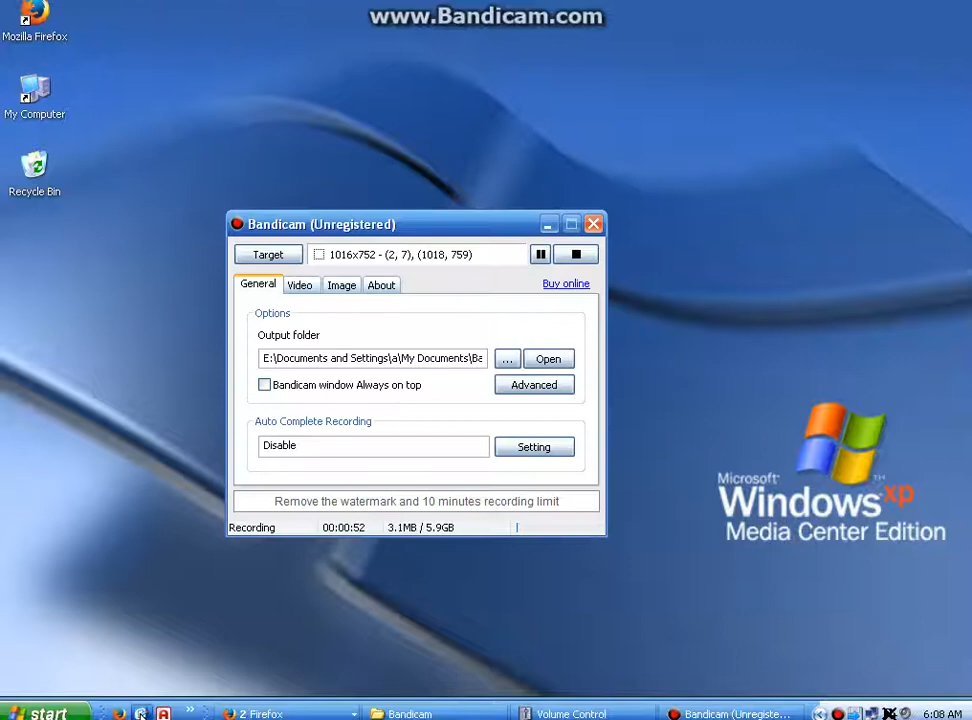 www.Bandicam.com
Mozilla Firefox
My Computer
Recycle Bin
Bandicam (Unregistered)
Target
1016x752 - (2, 7), (1018, 759)
General
Video
Image
About
Buy online
Options
Output folder
E:\Documents and Settings\a\My Documents\Ba
...
Open
Bandicam window Always on top
Advanced
Auto Complete Recording
Disable
Setting
Remove the watermark and 10 minutes recording limit
Recording 00:00:52 3.1MB / 5.9GB
Microsoft
Windows xp
TM
Media Center Edition
start
2 Firefox
Bandicam
Volume Control
Bandicam (Unregiste...
6:08 AM